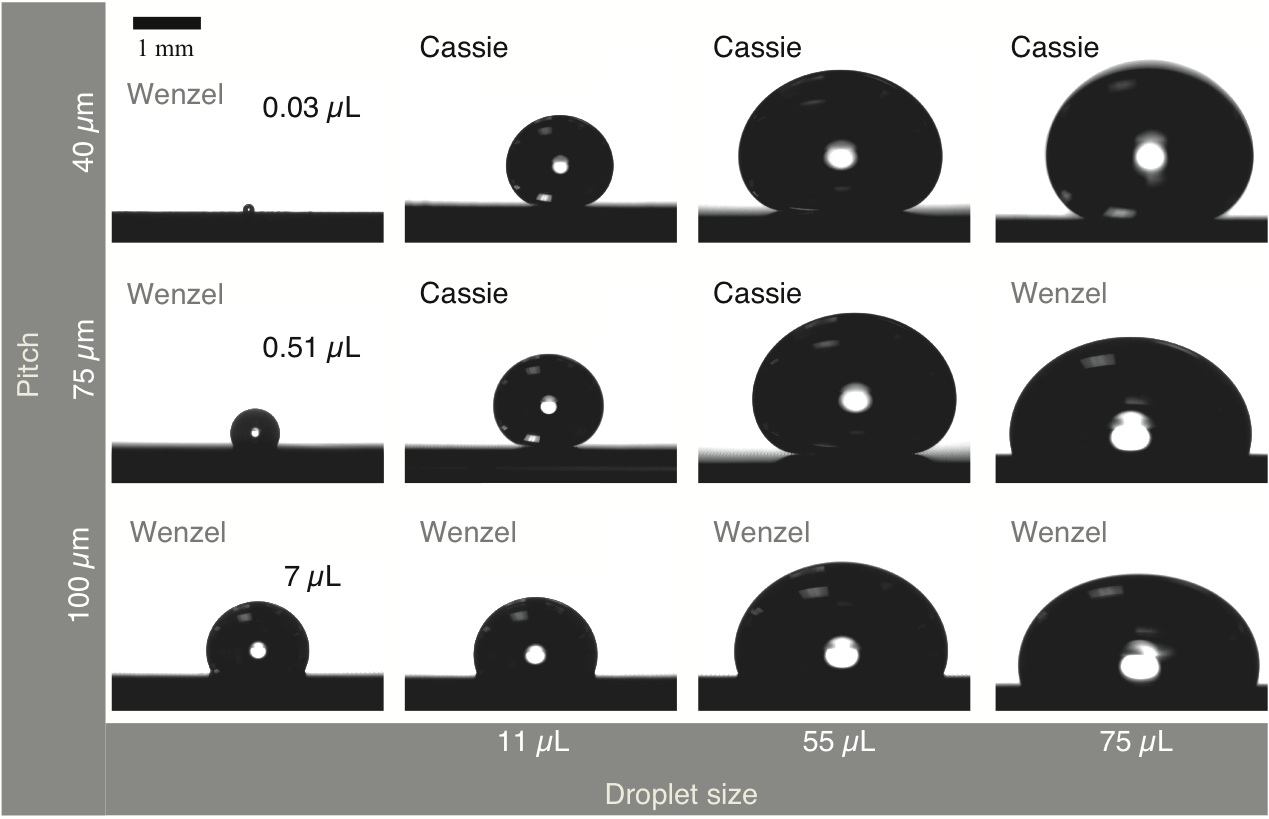 1 mm
Wenzel
0.03 µL
Cassie
Cassie
Cassie
40 µm
Wenzel
0.51 µL
Cassie
Cassie
Wenzel
75 µm
Pitch
Wenzel
7 µL
Wenzel
Wenzel
Wenzel
100 µm
11 µL
55 µL
75 µL
Droplet size